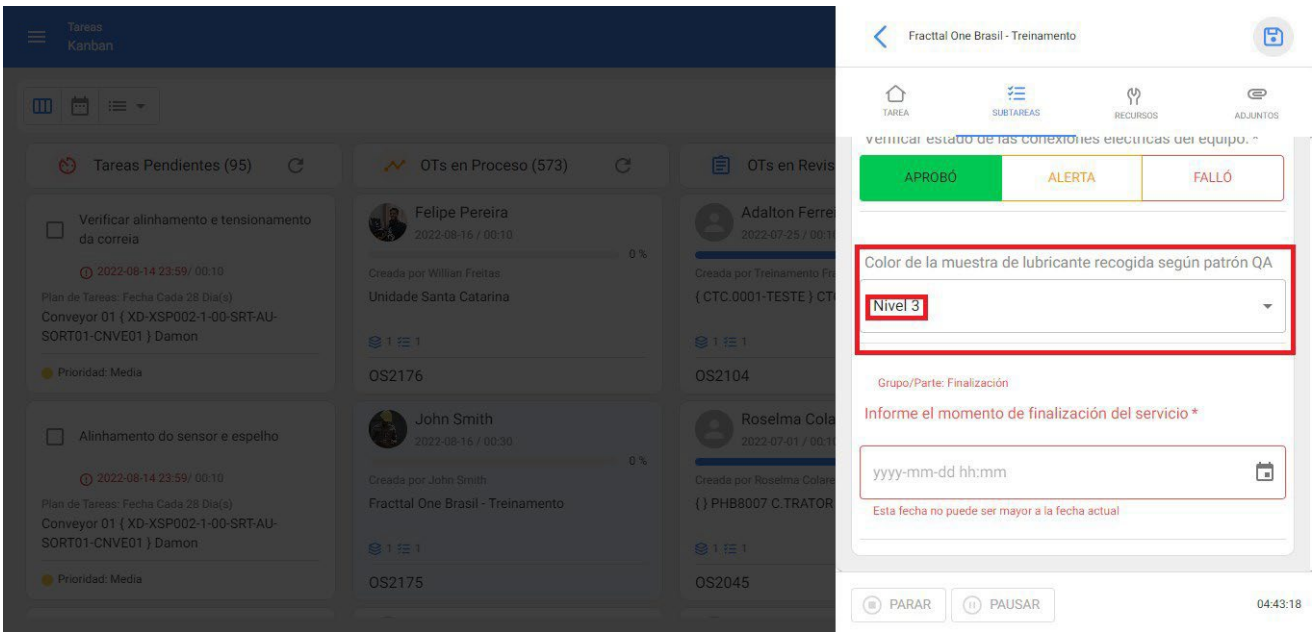 Tareas
Kanban
Tareas Pendientes (95)
Verificar alinhamento e tensionamento
da correia
2022-08-14 23:59/ 00:10
Plan de Tareas: Fecha Cada 28 Dia(s)
Conveyor 01 { XD-XSP002-1-00-SRT-AU-
SORT01-CNVE01 } Damon
Prioridad: Media
Alinhamento do sensor e espelho
2022-08-14 23:59/ 00:10
Plan de Tareas: Fecha Cada 28 Dia(s)
Conveyor 01 { XD-XSP002-1-00-SRT-AU-
SORT01-CNVE01 } Damon
Prioridad: Media
OTs en Proceso (573)
Felipe Pereira
2022-08-16 / 00:10
0 %
Creada por Willian Freitas
Unidade Santa Catarina
1 1
OS2176
John Smith
2022-08-16 / 00:30
0 %
Creada por John Smith
Fracttal One Brasil - Treinamento
1 1
OS2175
OTs en Revis
Adalton Ferrei
2022-07-25 / 00:10
Creada por Treinamento Fr
{ CTC.0001-TESTE } CT
1 1
OS2104
Roselma Cola
2022-07-01 / 00:10
Creada por Roselma Colare
{ } PHB8007 C.TRATOR
1 1
OS2045
Fracttal One Brasil - Treinamento
TAREA
SUBTAREAS
RECURSOS
ADJUNTOS
Verificar estado de las conexiones eléctricas del equipo. *
APROBÓ ALERTA FALLÓ
Color de la muestra de lubricante recogida según patrón QA
Nivel 3
Grupo/Parte: Finalización
Informe el momento de finalización del servicio *
yyyy-mm-dd hh:mm
Esta fecha no puede ser mayor a la fecha actual
PARAR PAUSAR 04:43:18